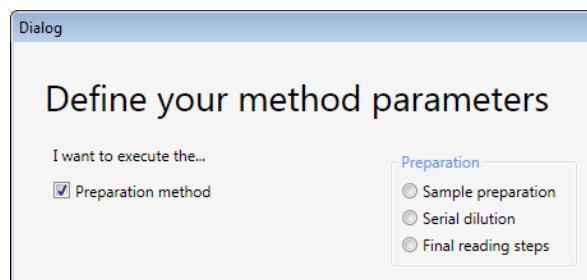 Dialog
Define your method parameters
I want to execute the...
Preparation method
Preparation
Sample preparation
Serial dilution
Final reading steps